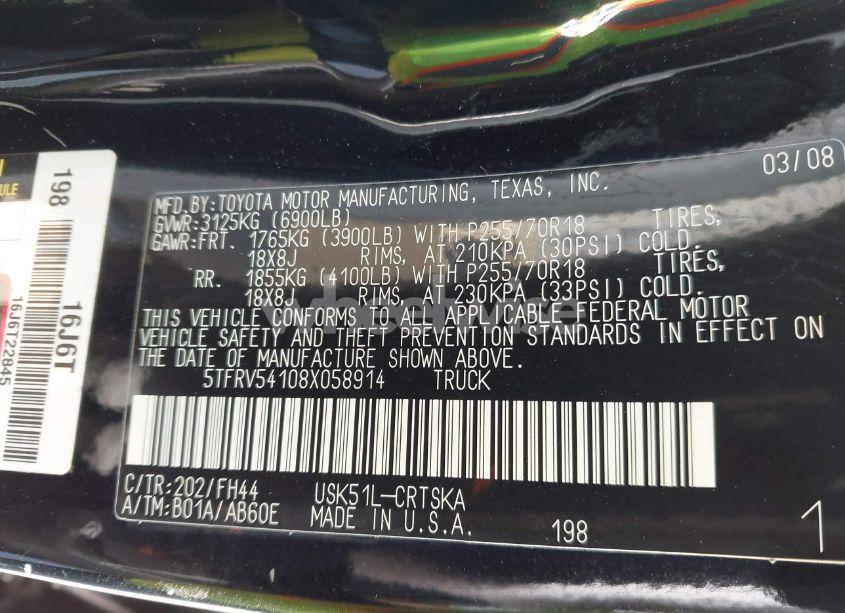 03/08
MFD.BY:TOYOTA MOTOR MANUFACTURING, TEXAS, INC.
GVWR:3125KG (6900LB)
GAWR:FRT. 1765KG (3900LB) WITH P255/70R18 TIRES,
18X8J RIMS, AT 210KPA (30PSI) COLD.
RR. 1855KG (4100LB) WITH P255/70R18 TIRES,
18X8J RIMS, AT 230KPA (33PSI) COLD.
THIS VEHICLE CONFORMS TO ALL APPLICABLE FEDERAL MOTOR
VEHICLE SAFETY AND THEFT PREVENTION STANDARDS IN EFFECT ON
THE DATE OF MANUFACTURE SHOWN ABOVE.
5TFRV54108X058914 TRUCK
C/TR:202/FH44 USK51L-CRTSKA
A/TM:B01A/AB60E MADE IN U.S.A. 198
1
198
16J6T
16J6722845